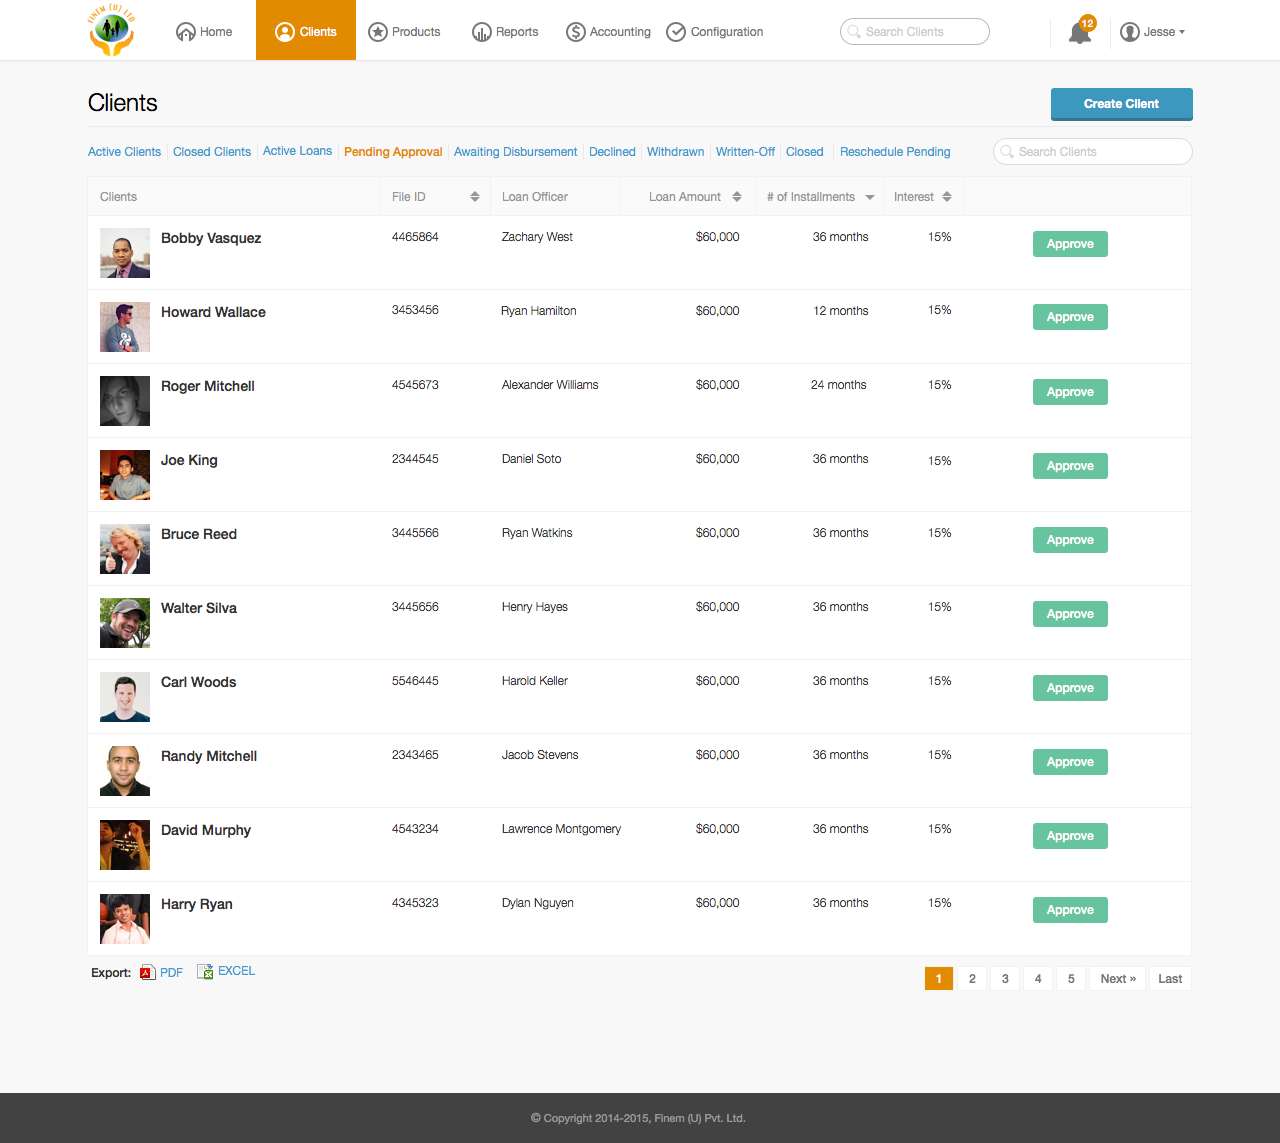 FINEM (U) LTD
Home
Clients
Products
Reports
Accounting
Configuration
Search Clients
12
Jesse
Clients
Create Client
Active Clients
Closed Clients
Active Loans
Pending Approval
Awaiting Disbursement
Declined
Withdrawn
Written-Off
Closed
Reschedule Pending
Search Clients
Clients File ID Loan Officer Loan Amount # of Installments Interest
Bobby Vasquez 4465864 Zachary West $60,000 36 months 15% Approve
Howard Wallace 3453456 Ryan Hamilton $60,000 12 months 15% Approve
Roger Mitchell 4545673 Alexander Williams $60,000 24 months 15% Approve
Joe King 2344545 Daniel Soto $60,000 36 months 15% Approve
Bruce Reed 3445566 Ryan Watkins $60,000 36 months 15% Approve
Walter Silva 3445656 Henry Hayes $60,000 36 months 15% Approve
Carl Woods 5546445 Harold Keller $60,000 36 months 15% Approve
Randy Mitchell 2343465 Jacob Stevens $60,000 36 months 15% Approve
David Murphy 4543234 Lawrence Montgomery $60,000 36 months 15% Approve
Harry Ryan 4345323 Dylan Nguyen $60,000 36 months 15% Approve
Export: PDF EXCEL
1 2 3 4 5 Next » Last
© Copyright 2014-2015, Finem (U) Pvt. Ltd.